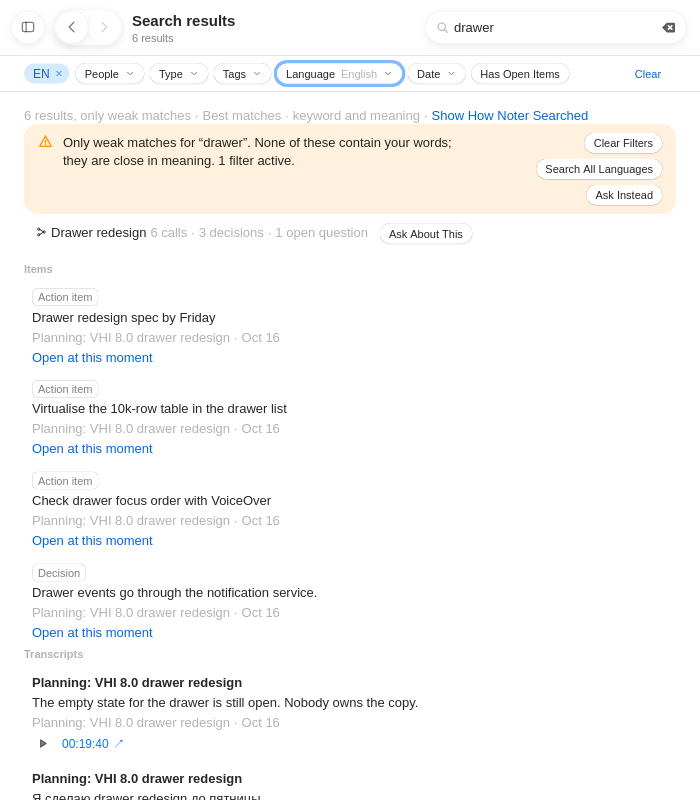 Search results
6 results
drawer
EN ×
People
Type
Tags
Language English
Date
Has Open Items
Clear
6 results, only weak matches · Best matches · keyword and meaning · Show How Noter Searched
Only weak matches for “drawer”. None of these contain your words;
they are close in meaning. 1 filter active.
Clear Filters
Search All Languages
Ask Instead
Drawer redesign 6 calls · 3 decisions · 1 open question
Ask About This
Items
Action item
Drawer redesign spec by Friday
Planning: VHI 8.0 drawer redesign · Oct 16
Open at this moment
Action item
Virtualise the 10k-row table in the drawer list
Planning: VHI 8.0 drawer redesign · Oct 16
Open at this moment
Action item
Check drawer focus order with VoiceOver
Planning: VHI 8.0 drawer redesign · Oct 16
Open at this moment
Decision
Drawer events go through the notification service.
Planning: VHI 8.0 drawer redesign · Oct 16
Open at this moment
Transcripts
Planning: VHI 8.0 drawer redesign
The empty state for the drawer is still open. Nobody owns the copy.
Planning: VHI 8.0 drawer redesign · Oct 16
00:19:40
Planning: VHI 8.0 drawer redesign
Я сделаю drawer redesign до пятницы